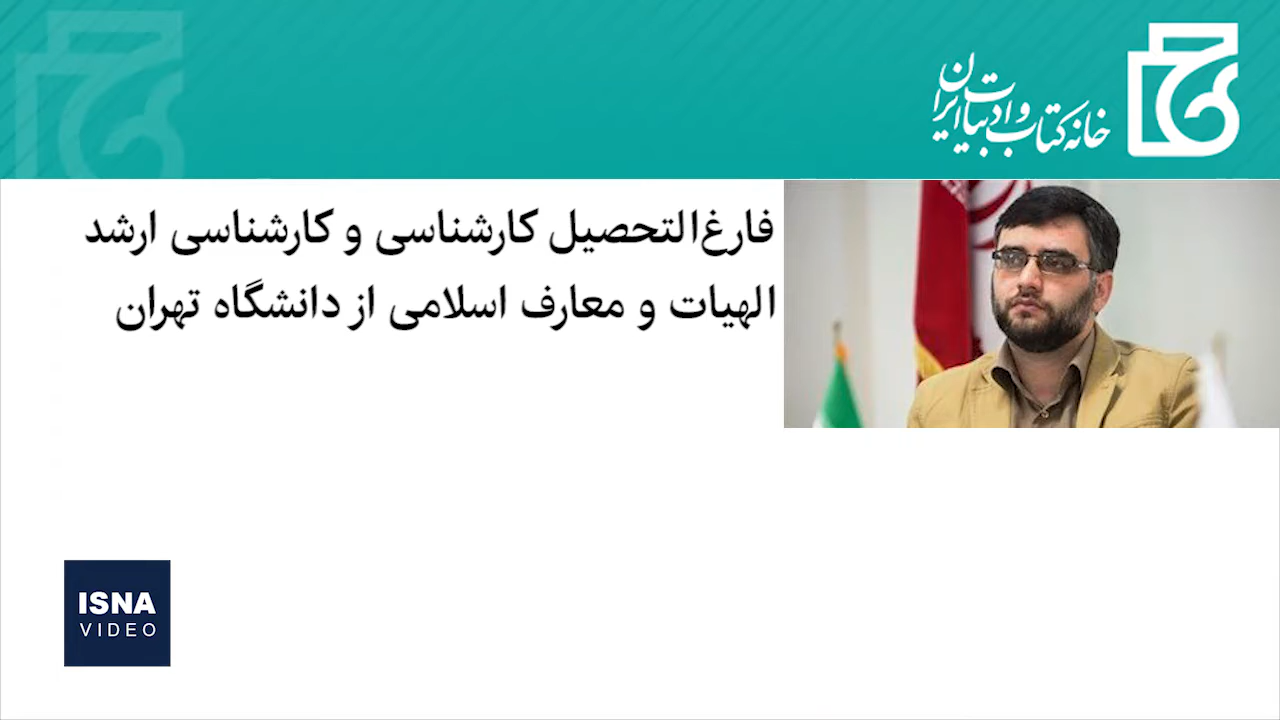 خانه کتاب و ادبیات ایران
فارغ‌التحصیل کارشناسی و کارشناسی ارشد
الهیات و معارف اسلامی از دانشگاه تهران
ISNA
VIDEO